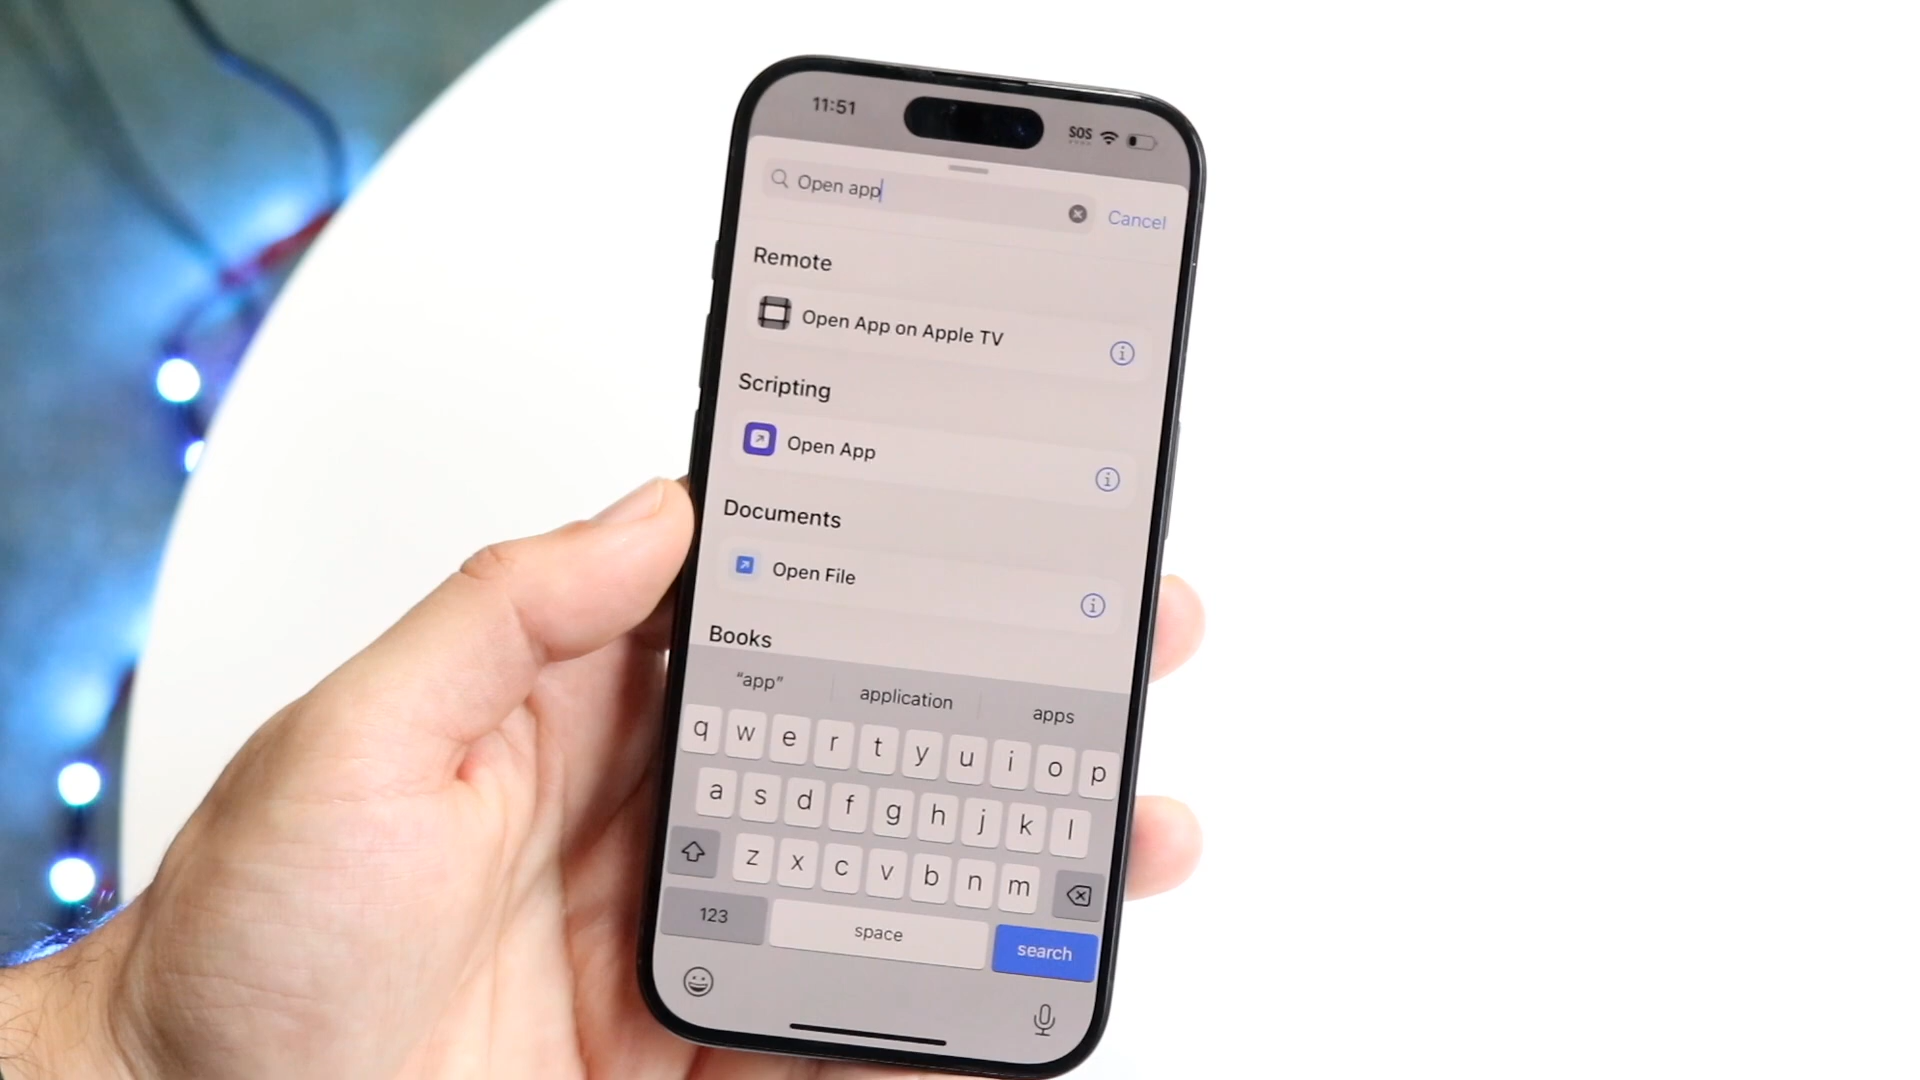 11:51
SOS
Open app
Cancel
Remote
Open App on Apple TV
Scripting
Open App
Documents
Open File
Books
“app”
application
apps
q w e r t y u i o p
a s d f g h j k l
z x c v b n m
123
space
search